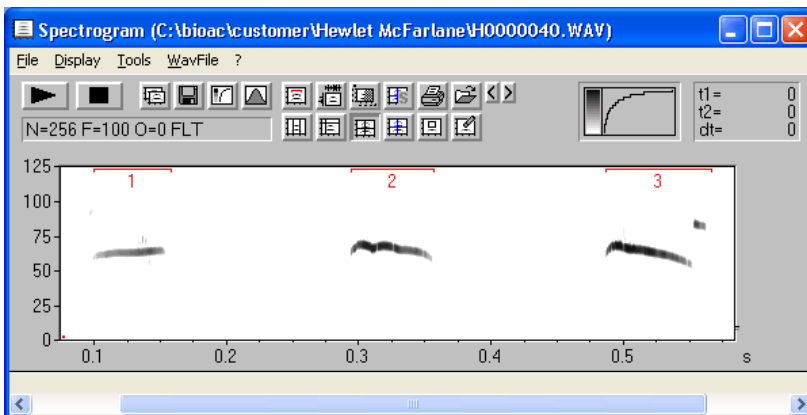 Spectrogram (C:\bioac\customer\Hewlet McFarlane\H0000040.WAV)
File Display Tools WavFile ?
t1= 0
t2= 0
dt= 0
N=256 F=100 O=0 FLT
125
1 2 3
100
75
50
25
0
0.1 0.2 0.3 0.4 0.5 s